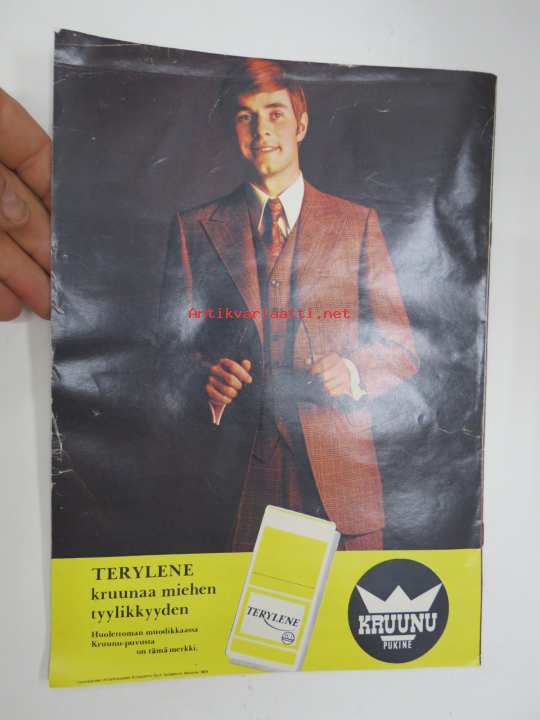 Antikvariaatti.net
TERYLENE
kruunaa miehen
tyylikkyyden
Huolettoman muodikkaassa
Kruunu-puvussa
on tämä merkki.
TERYLENE
KRUUNU
PUKINE